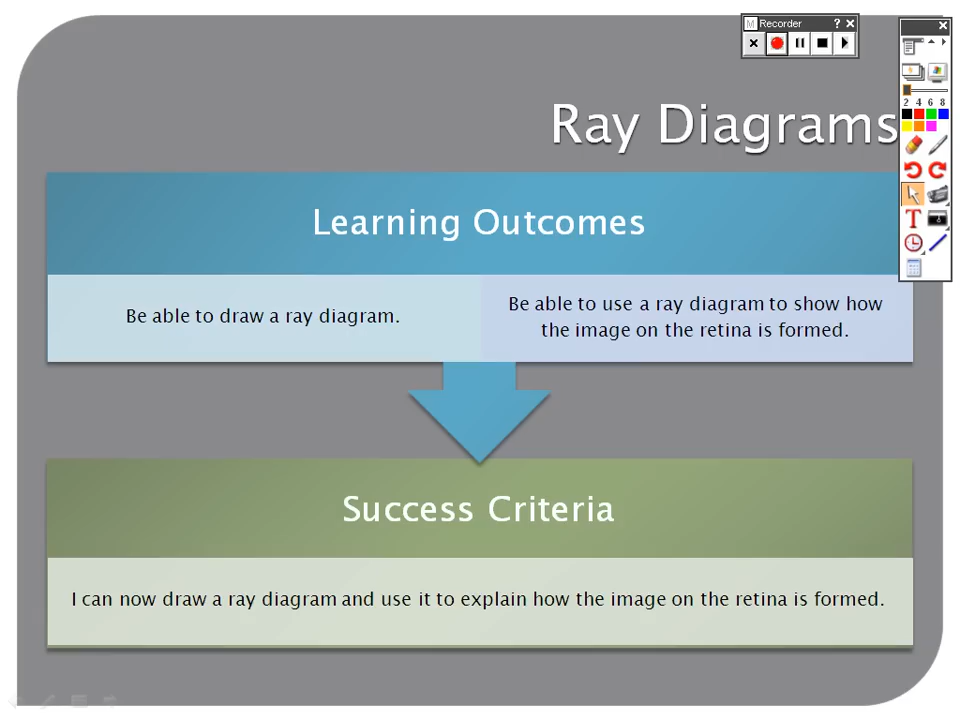 Recorder
2 4 6 8
Ray Diagrams
Learning Outcomes
Be able to draw a ray diagram.
Be able to use a ray diagram to show how
the image on the retina is formed.
Success Criteria
I can now draw a ray diagram and use it to explain how the image on the retina is formed.